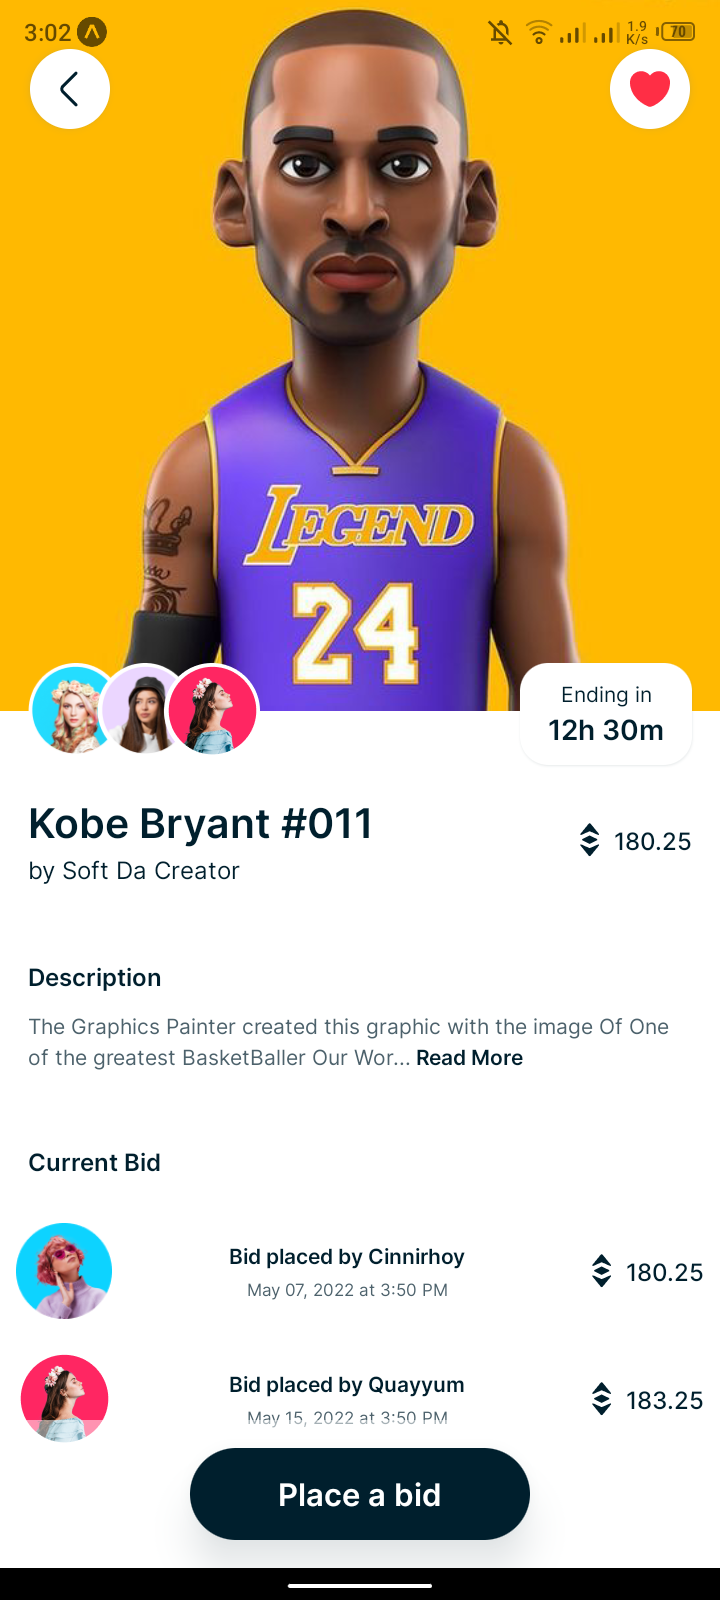 3:02
1.9
K/s
70
LEGEND
24
Ending in
12h 30m
Kobe Bryant #011
180.25
by Soft Da Creator
Description
The Graphics Painter created this graphic with the image Of One
of the greatest BasketBaller Our Wor... Read More
Current Bid
Bid placed by Cinnirhoy
May 07, 2022 at 3:50 PM
180.25
Bid placed by Quayyum
May 15, 2022 at 3:50 PM
183.25
Place a bid